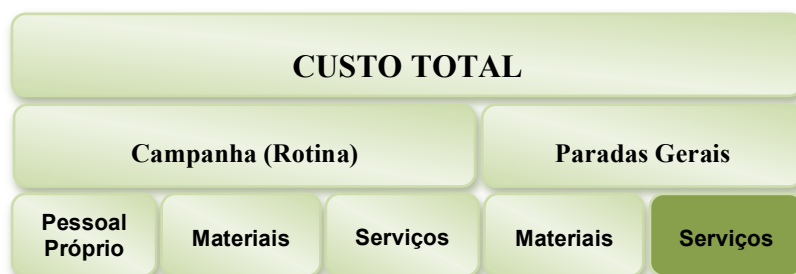 CUSTO TOTAL
Campanha (Rotina)
Paradas Gerais
Pessoal
Próprio
Materiais
Serviços
Materiais
Serviços